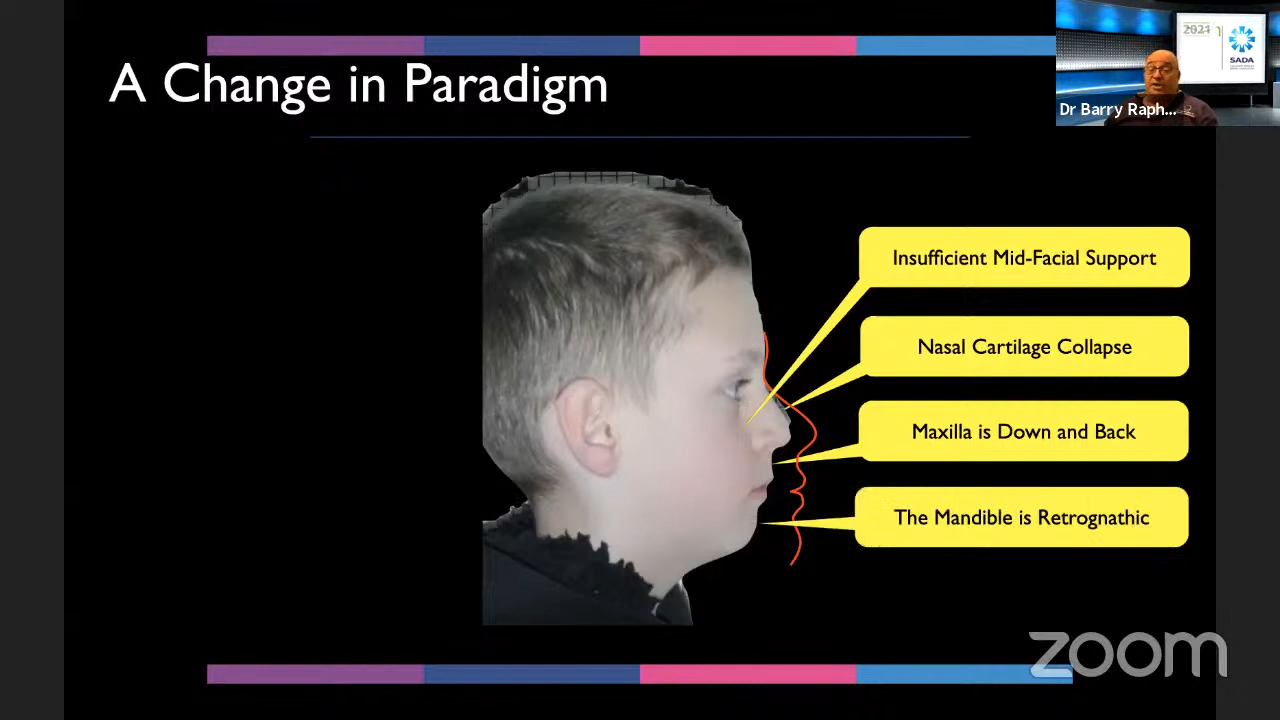 A Change in Paradigm
2021
SADA
Dr Barry Raph...
Insufficient Mid-Facial Support
Nasal Cartilage Collapse
Maxilla is Down and Back
The Mandible is Retrognathic
zoom